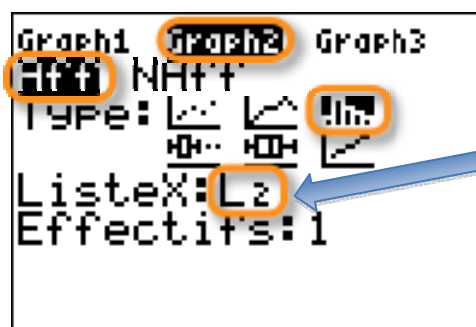 Graph1 Graph2 Graph3
Aff NAff
Type:
ListeX:L2
Effectifs:1